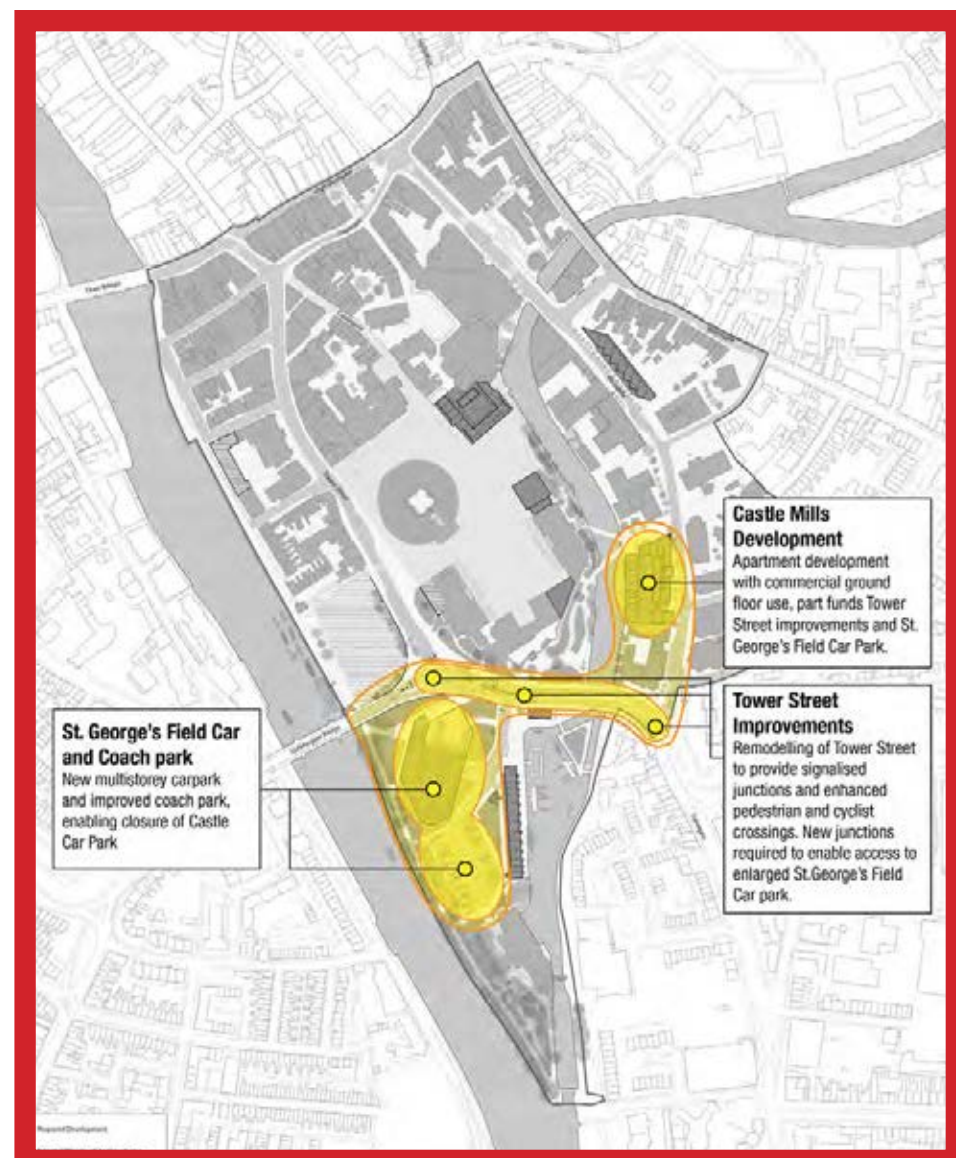 Castle Mills
Development
Apartment development
with commercial ground
floor use, part funds Tower
Street improvements and St.
George's Field Car Park.
Tower Street
Improvements
Remodelling of Tower Street
to provide signalised
junctions and enhanced
pedestrian and cyclist
crossings. New junctions
required to enable access to
enlarged St.George's Field
Car park.
St. George's Field Car
and Coach park
New multistorey carpark
and improved coach park,
enabling closure of Castle
Car Park